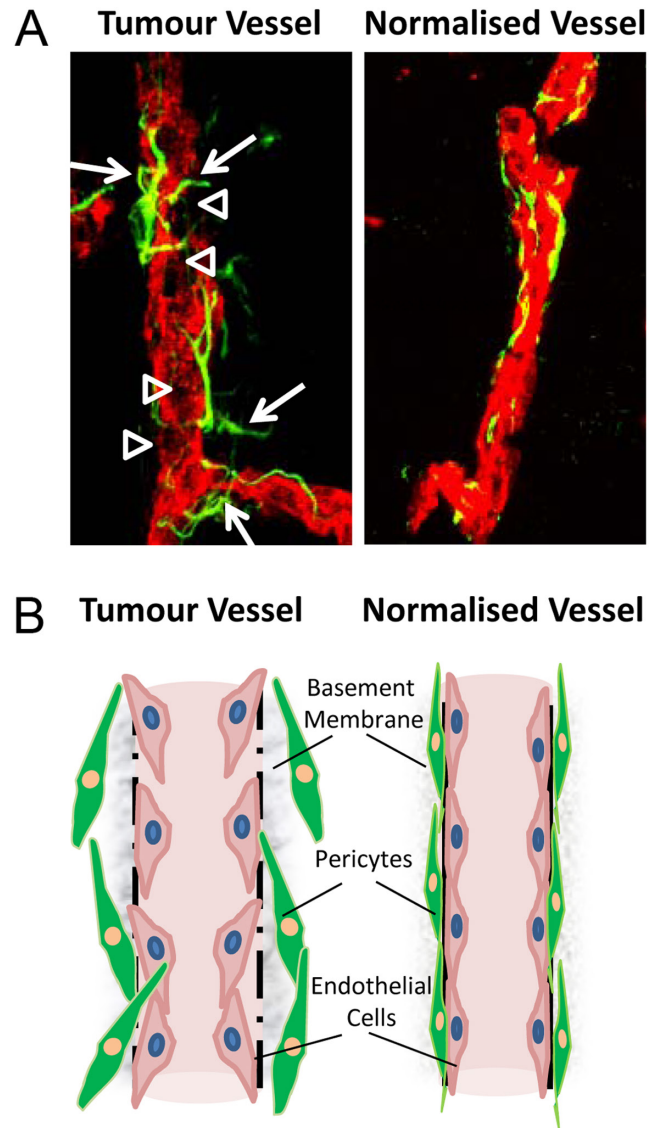 A
Tumour Vessel
Normalised Vessel
B
Tumour Vessel
Normalised Vessel
Basement
Membrane
Pericytes
Endothelial
Cells